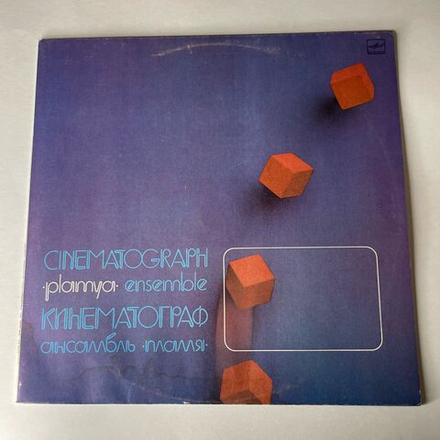 CINEMATOGRAPH
·plamya· ensemble
КИНЕМАТОГРАФ
ансамбль ·пламя·